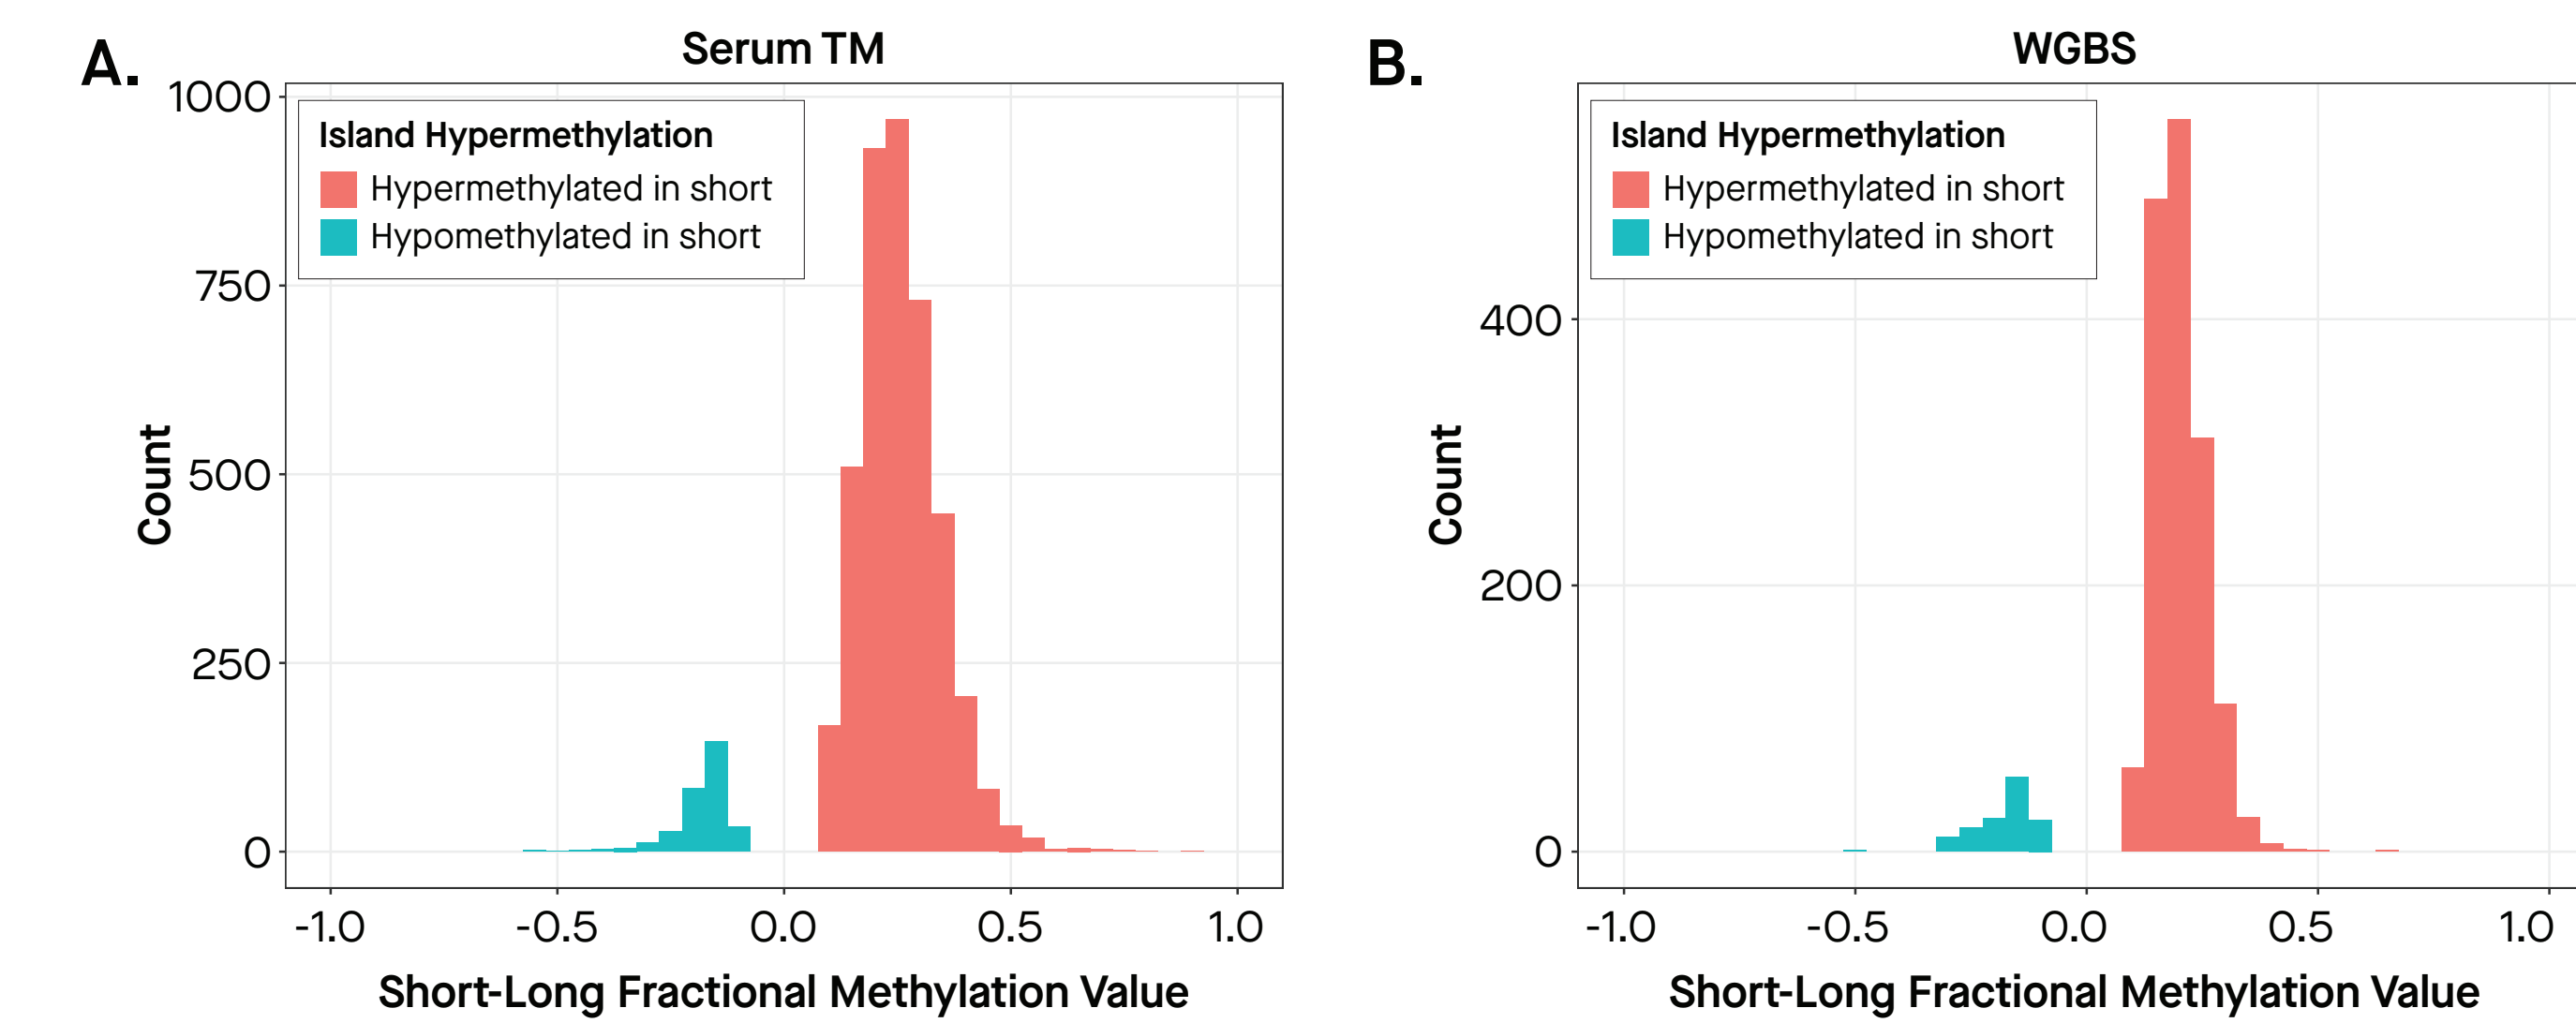 A.
Serum TM
Island Hypermethylation
Hypermethylated in short
Hypomethylated in short
1000
750
500
250
0
Count
-1.0 -0.5 0.0 0.5 1.0
Short-Long Fractional Methylation Value
B.
WGBS
Island Hypermethylation
Hypermethylated in short
Hypomethylated in short
400
200
0
Count
-1.0 -0.5 0.0 0.5 1.0
Short-Long Fractional Methylation Value